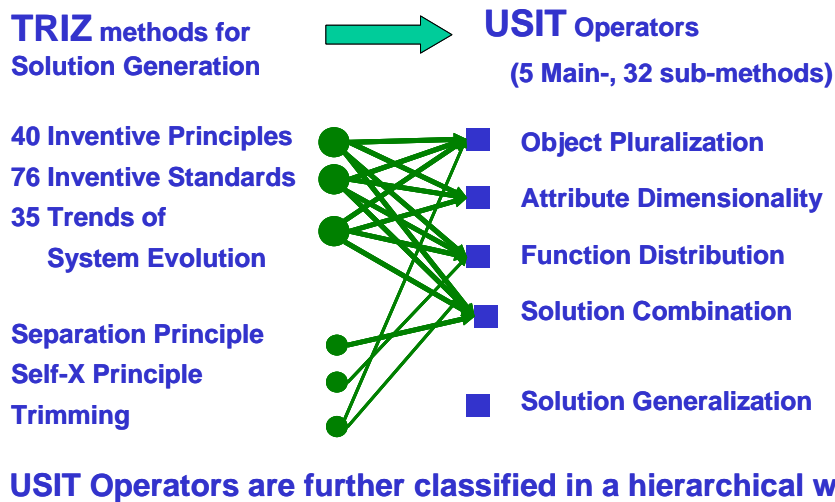 TRIZ methods for
Solution Generation
USIT Operators
(5 Main-, 32 sub-methods)
40 Inventive Principles
76 Inventive Standards
35 Trends of
System Evolution
Separation Principle
Self-X Principle
Trimming
Object Pluralization
Attribute Dimensionality
Function Distribution
Solution Combination
Solution Generalization
USIT Operators are further classified in a hierarchical w